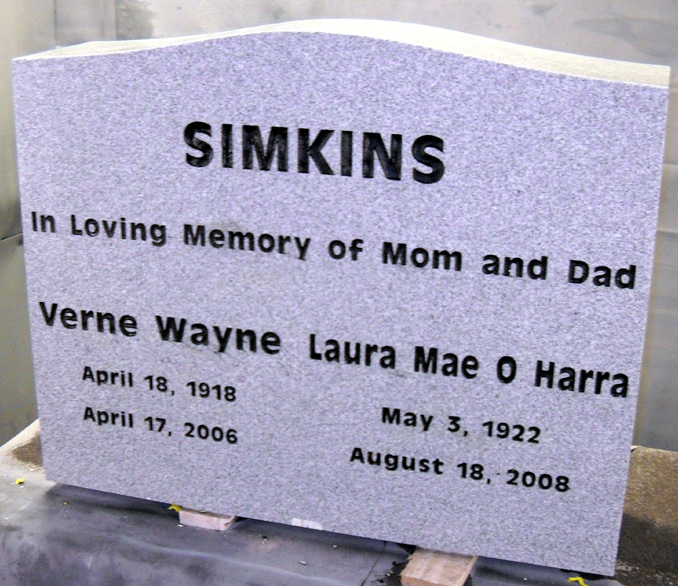 SIMKINS
In Loving Memory of Mom and Dad
Verne Wayne Laura Mae O Harra
April 18, 1918 May 3, 1922
April 17, 2006 August 18, 2008